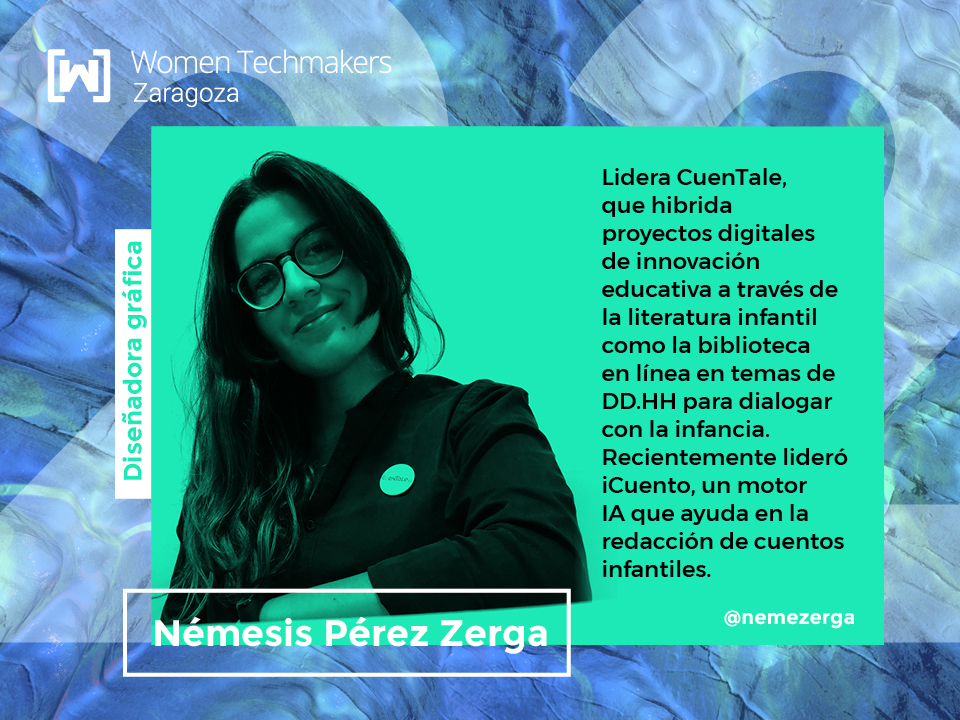 Women Techmakers
Zaragoza
Diseñadora gráfica
Lidera CuenTale,
que hibrida
proyectos digitales
de innovación
educativa a través de
la literatura infantil
como la biblioteca
en línea en temas de
DD.HH para dialogar
con la infancia.
Recientemente lideró
iCuento, un motor
IA que ayuda en la
redacción de cuentos
infantiles.
@nemezerga
Némesis Pérez Zerga